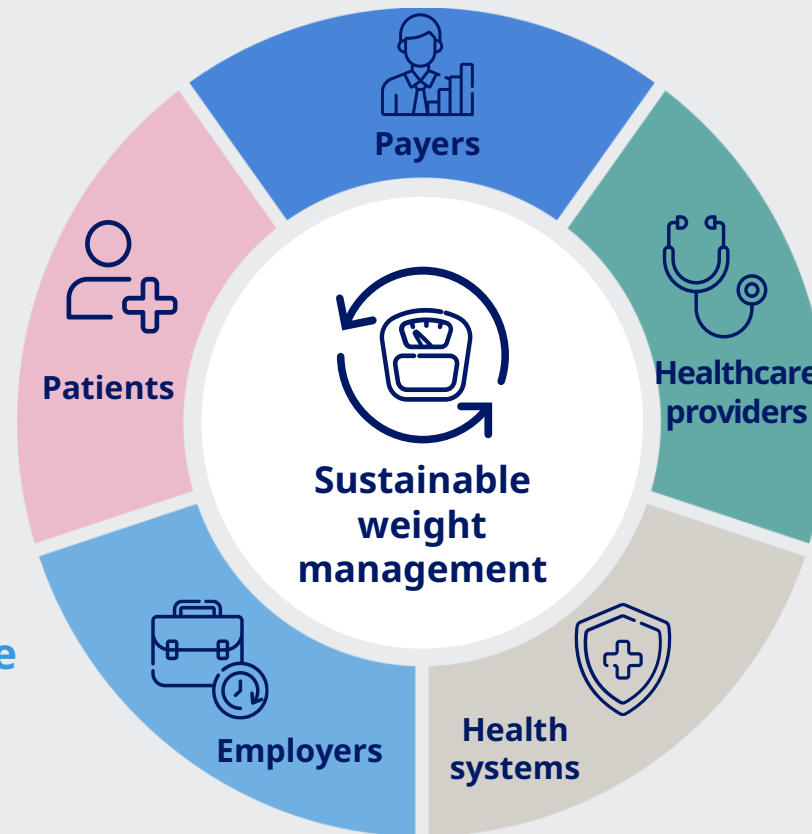 Payers
Patients
Healthcare
providers
Sustainable
weight
management
e
Employers
Health
systems